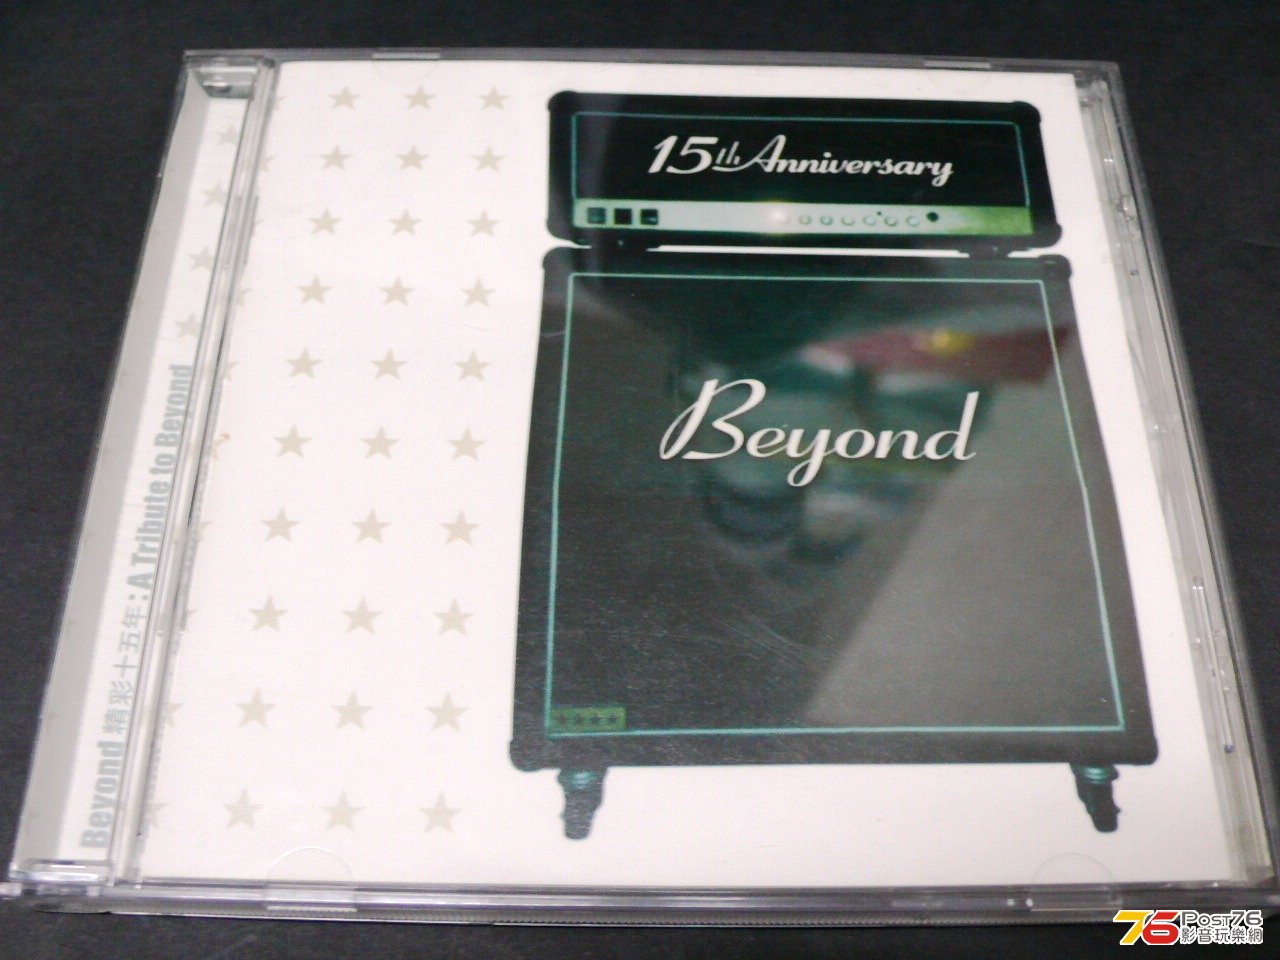 15th Anniversary
Beyond
Beyond 精彩十五年: A Tribute to Beyond
76 Post76
影音玩樂網